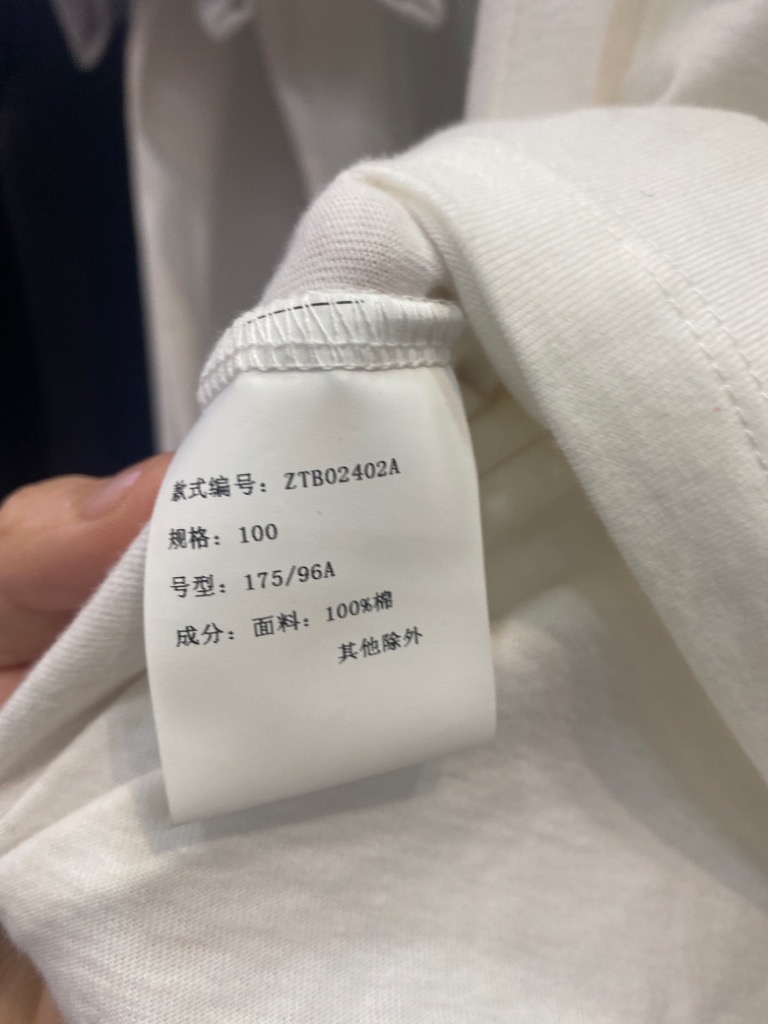 款式编号：ZTB02402A
规格：100
号型：175/96A
成分：面料：100%棉
其他除外